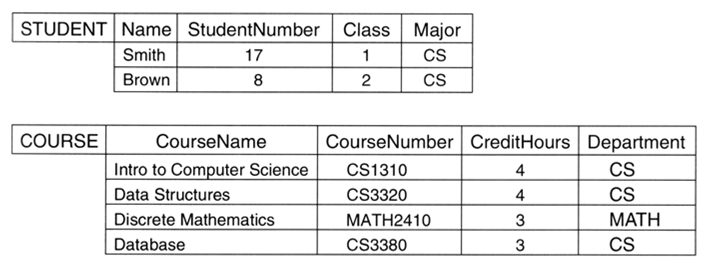 STUDENT Name StudentNumber Class Major
Smith 17 1 CS
Brown 8 2 CS
COURSE CourseName CourseNumber CreditHours Department
Intro to Computer Science CS1310 4 CS
Data Structures CS3320 4 CS
Discrete Mathematics MATH2410 3 MATH
Database CS3380 3 CS